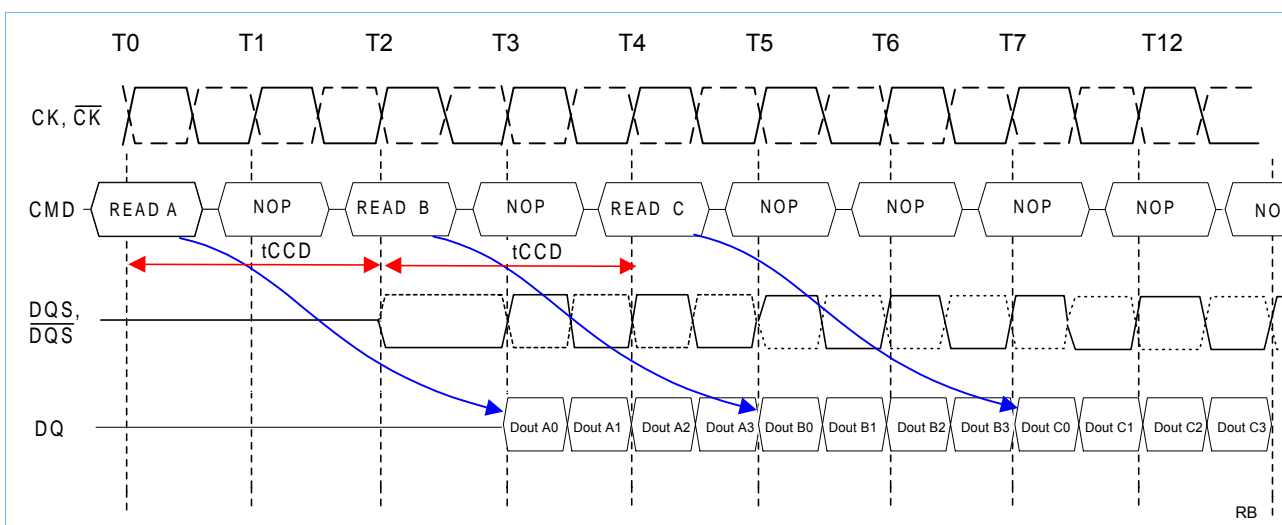 T0 T1 T2 T3 T4 T5 T6 T7 T12
CK, CK
CMD READ A NOP READ B NOP READ C NOP NOP NOP NOP NO
tCCD tCCD
DQS,
DQS
DQ Dout A0 Dout A1 Dout A2 Dout A3 Dout B0 Dout B1 Dout B2 Dout B3 Dout C0 Dout C1 Dout C2 Dout C3
RB